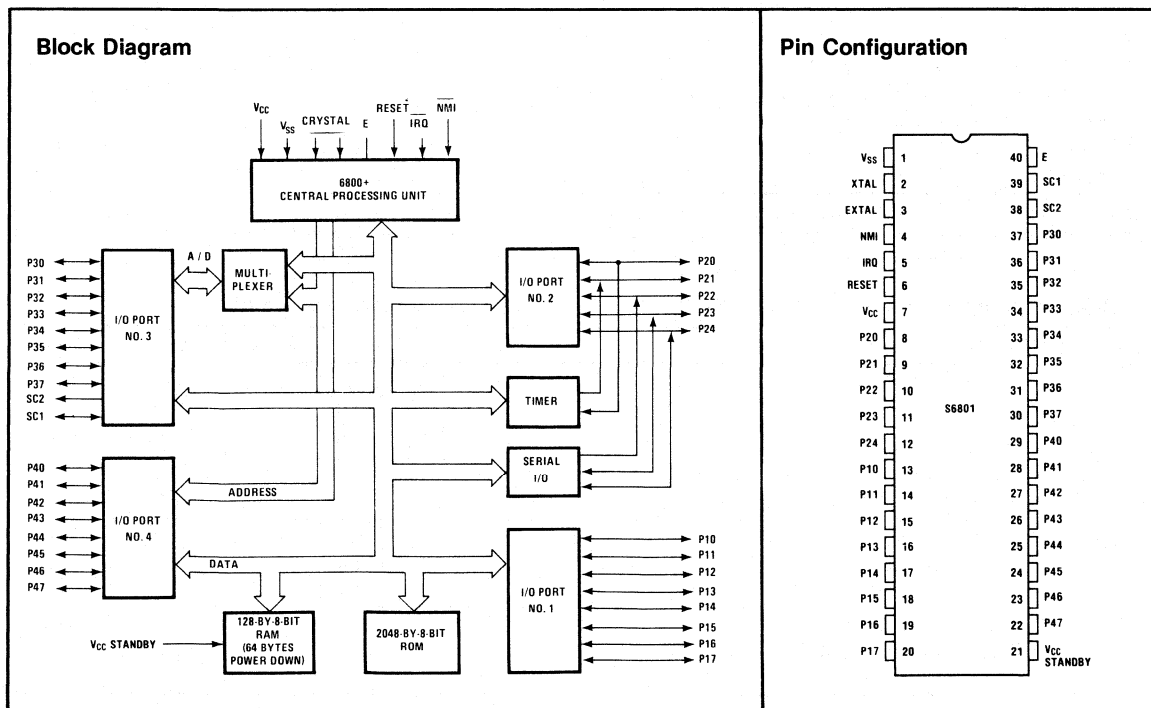 Block Diagram
VCC
VSS
CRYSTAL
E
RESET
IRQ
NMI
6800+
CENTRAL PROCESSING UNIT
A / D
MULTI-
PLEXER
P30
P31
P32
P33
P34
P35
P36
P37
SC2
SC1
I/O PORT
NO. 3
P40
P41
P42
P43
P44
P45
P46
P47
I/O PORT
NO. 4
ADDRESS
DATA
I/O PORT
NO. 2
P20
P21
P22
P23
P24
TIMER
SERIAL
I/O
I/O PORT
NO. 1
P10
P11
P12
P13
P14
P15
P16
P17
VCC STANDBY
128-BY-8-BIT
RAM
(64 BYTES
POWER DOWN)
2048-BY-8-BIT
ROM
Pin Configuration
VSS 1 40 E
XTAL 2 39 SC1
EXTAL 3 38 SC2
NMI 4 37 P30
IRQ 5 36 P31
RESET 6 35 P32
VCC 7 34 P33
P20 8 33 P34
P21 9 32 P35
P22 10 31 P36
P23 11 30 P37
S6801
P24 12 29 P40
P10 13 28 P41
P11 14 27 P42
P12 15 26 P43
P13 16 25 P44
P14 17 24 P45
P15 18 23 P46
P16 19 22 P47
P17 20 21 VCC
STANDBY